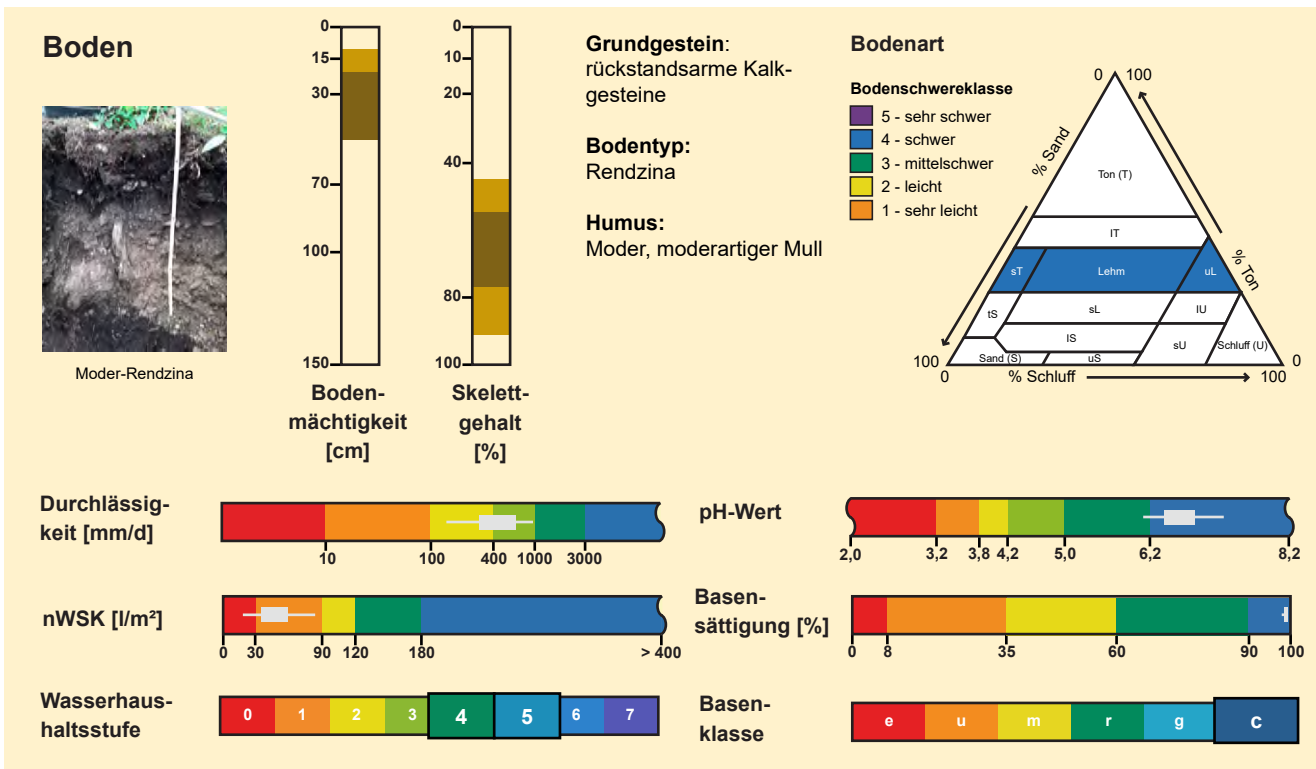 Boden
Moder-Rendzina
0
15
30
70
100
150
Boden-
mächtigkeit
[cm]
0
10
20
40
80
100
Skelett-
gehalt
[%]
Grundgestein:
rückstandsarme Kalk-
gesteine
Bodentyp:
Rendzina
Humus:
Moder, moderartiger Mull
Bodenart
Bodenschwereklasse
5 - sehr schwer
4 - schwer
3 - mittelschwer
2 - leicht
1 - sehr leicht
0 100
% Sand
% Ton
Ton (T)
lT
sT Lehm uL
tS sL lU
lS
Sand (S) uS sU Schluff (U)
100 0
0 % Schluff 100
Durchlässig-
keit [mm/d]
10 100 400 1000 3000
pH-Wert
2,0 3,2 3,8 4,2 5,0 6,2 8,2
nWSK [l/m²]
0 30 90 120 180 > 400
Basen-
sättigung [%]
0 8 35 60 90 100
Wasserhaus-
haltsstufe
0 1 2 3 4 5 6 7
Basen-
klasse
e u m r g c